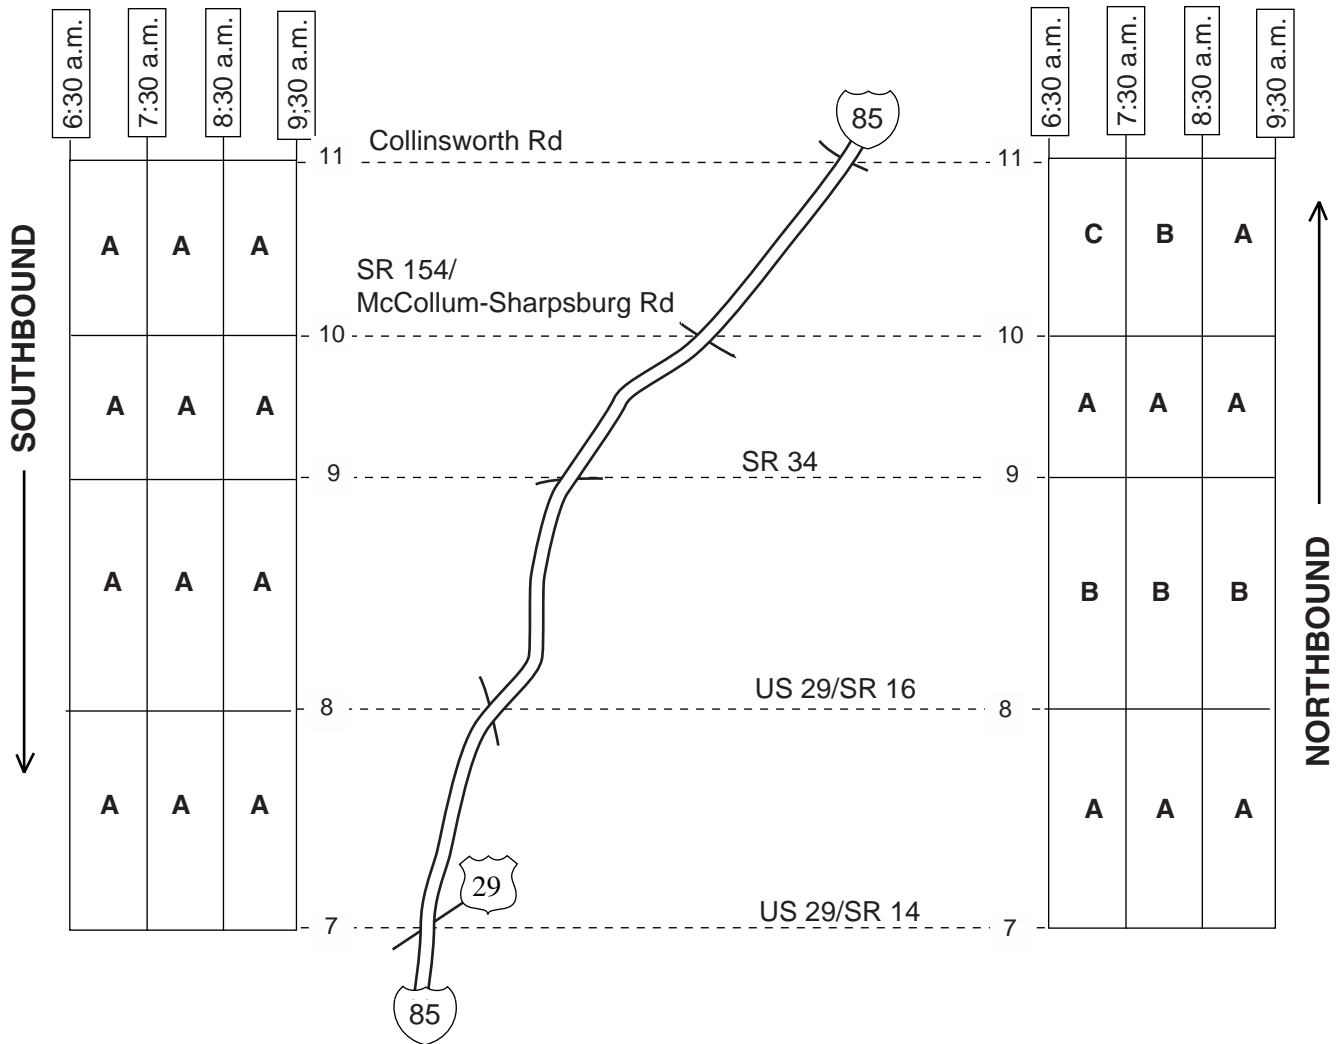 6:30 a.m. 7:30 a.m. 8:30 a.m. 9;30 a.m.
6:30 a.m. 7:30 a.m. 8:30 a.m. 9;30 a.m.
85
11 Collinsworth Rd 11
SOUTHBOUND
A A A
C B A
SR 154/
McCollum-Sharpsburg Rd
10 10
A A A
A A A
9 SR 34 9
A A A
B B B
NORTHBOUND
8 US 29/SR 16 8
A A A
A A A
29
7 US 29/SR 14 7
85